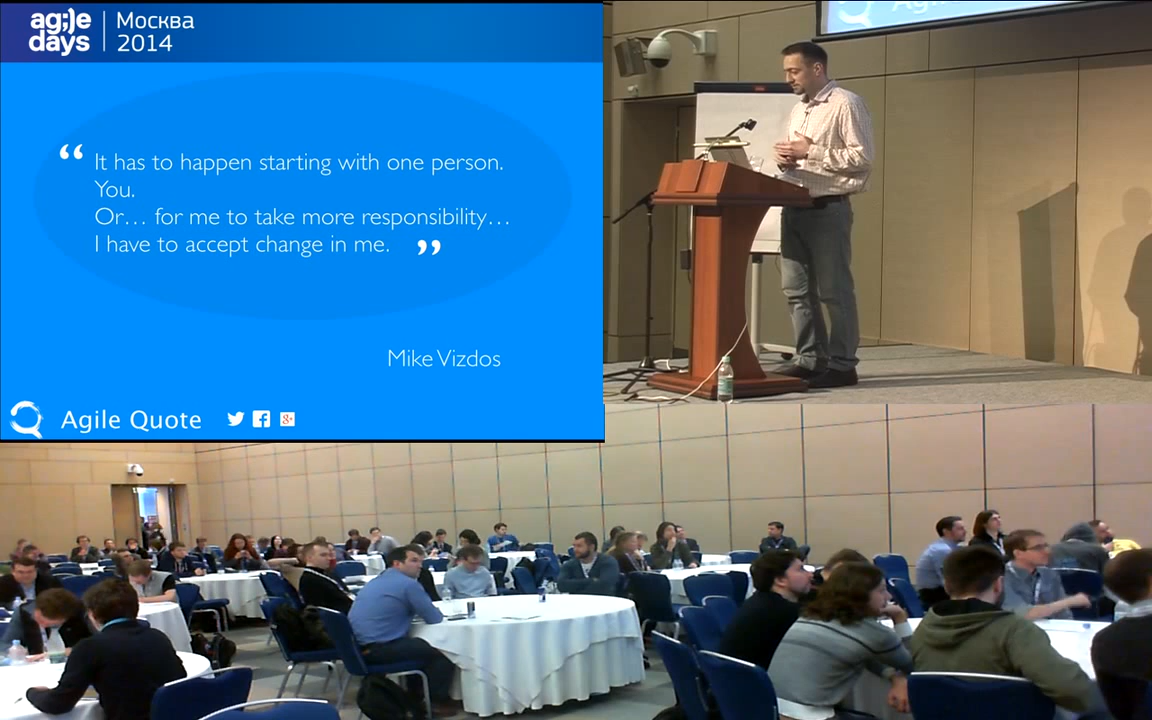 ag;)e
days
Москва
2014
“ It has to happen starting with one person.
You.
Or... for me to take more responsibility...
I have to accept change in me. ”
Mike Vizdos
Agile Quote
g+